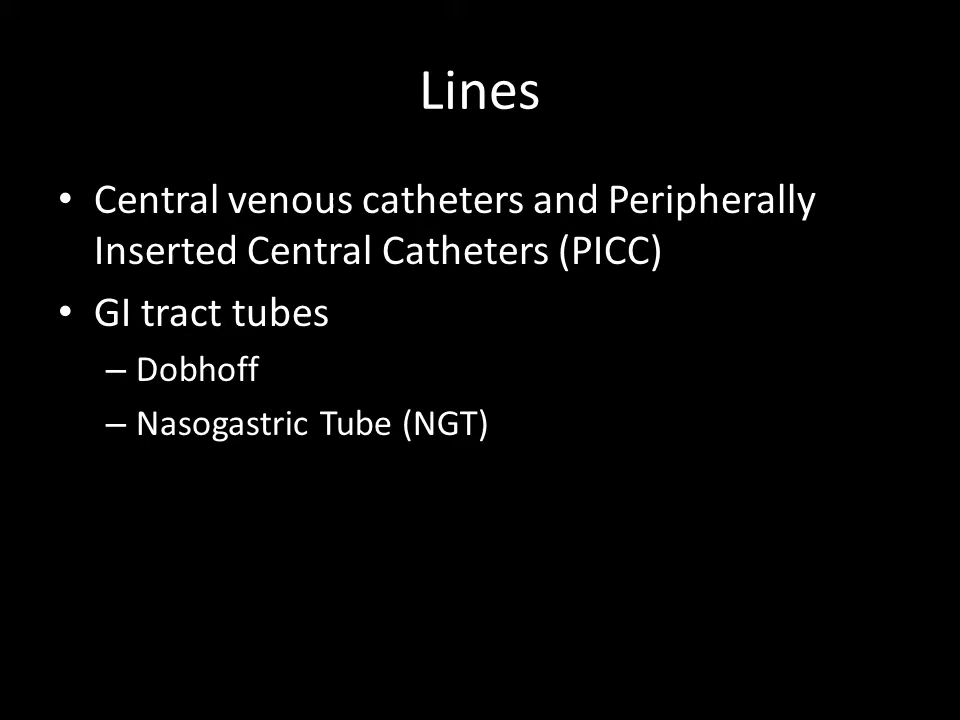 Lines
• Central venous catheters and Peripherally
Inserted Central Catheters (PICC)
• GI tract tubes
– Dobhoff
– Nasogastric Tube (NGT)